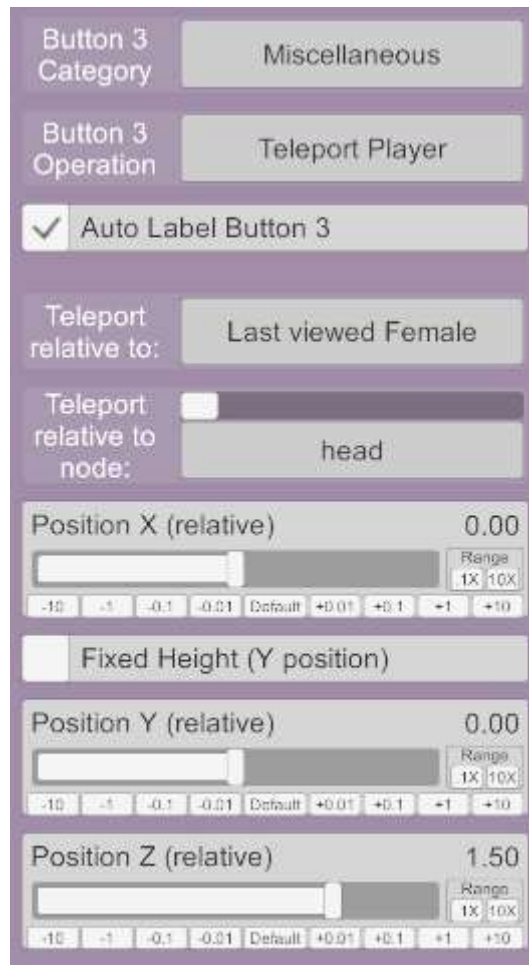 Button 3
Category
Miscellaneous
Button 3
Operation
Teleport Player
Auto Label Button 3
Teleport
relative to:
Last viewed Female
Teleport
relative to
node:
head
Position X (relative) 0.00
Range
1X 10X
-10 -1 -0.1 -0.01 Default +0.01 +0.1 +1 +10
Fixed Height (Y position)
Position Y (relative) 0.00
Range
1X 10X
-10 -1 -0.1 -0.01 Default +0.01 +0.1 +1 +10
Position Z (relative) 1.50
Range
1X 10X
-10 -1 -0.1 -0.01 Default +0.01 +0.1 +1 +10